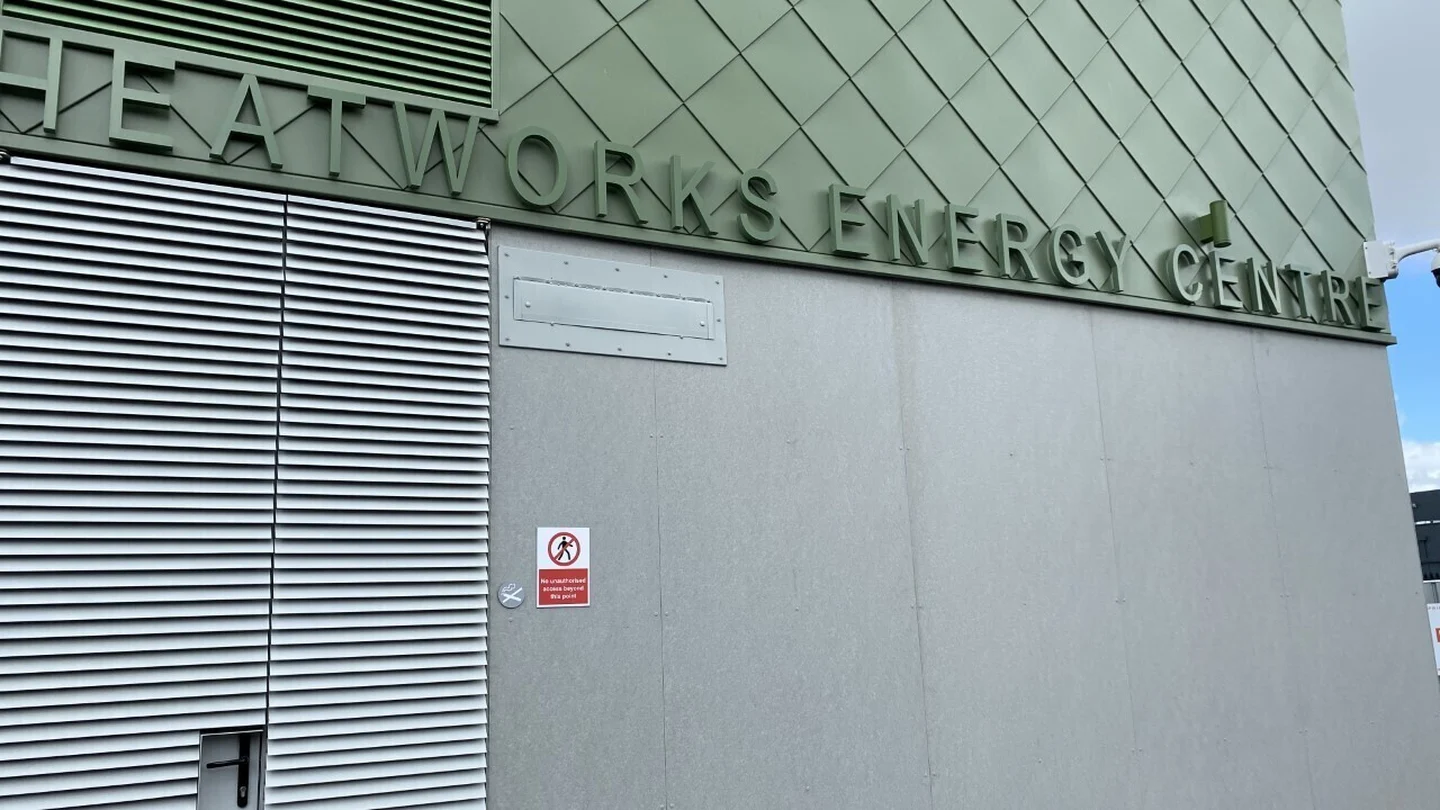 HEATWORKS ENERGY CENTRE
No unauthorised
access beyond
this point